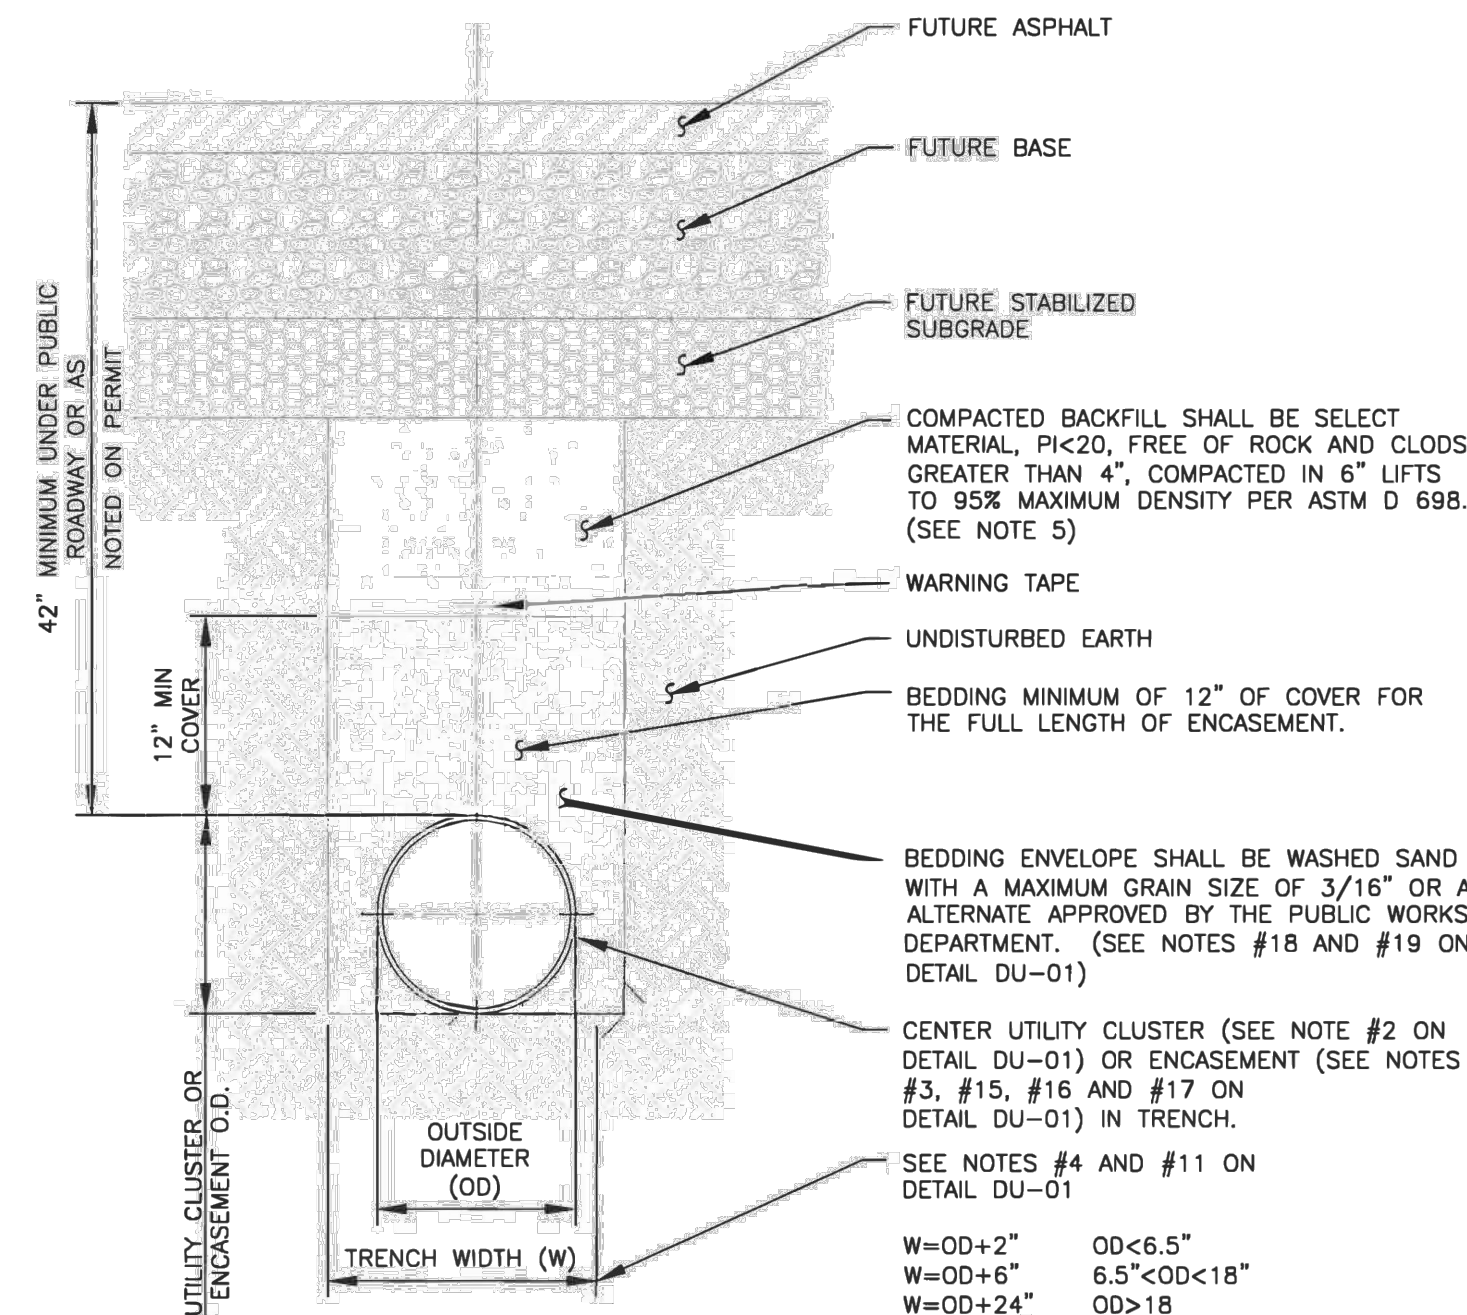 FUTURE ASPHALT
FUTURE BASE
FUTURE STABILIZED
SUBGRADE
COMPACTED BACKFILL SHALL BE SELECT
MATERIAL, PI<20, FREE OF ROCK AND CLODS
GREATER THAN 4", COMPACTED IN 6" LIFTS
TO 95% MAXIMUM DENSITY PER ASTM D 698.
(SEE NOTE 5)
WARNING TAPE
UNDISTURBED EARTH
BEDDING MINIMUM OF 12" OF COVER FOR
THE FULL LENGTH OF ENCASEMENT.
BEDDING ENVELOPE SHALL BE WASHED SAND
WITH A MAXIMUM GRAIN SIZE OF 3/16" OR A
ALTERNATE APPROVED BY THE PUBLIC WORKS
DEPARTMENT. (SEE NOTES #18 AND #19 ON
DETAIL DU-01)
CENTER UTILITY CLUSTER (SEE NOTE #2 ON
DETAIL DU-01) OR ENCASEMENT (SEE NOTES
#3, #15, #16 AND #17 ON
DETAIL DU-01) IN TRENCH.
SEE NOTES #4 AND #11 ON
DETAIL DU-01
W=OD+2" OD<6.5"
W=OD+6" 6.5"<OD<18"
W=OD+24" OD>18
42" MINIMUM UNDER PUBLIC
ROADWAY OR AS
NOTED ON PERMIT
12" MIN
COVER
UTILITY CLUSTER OR
ENCASEMENT O.D.
OUTSIDE
DIAMETER
(OD)
TRENCH WIDTH (W)